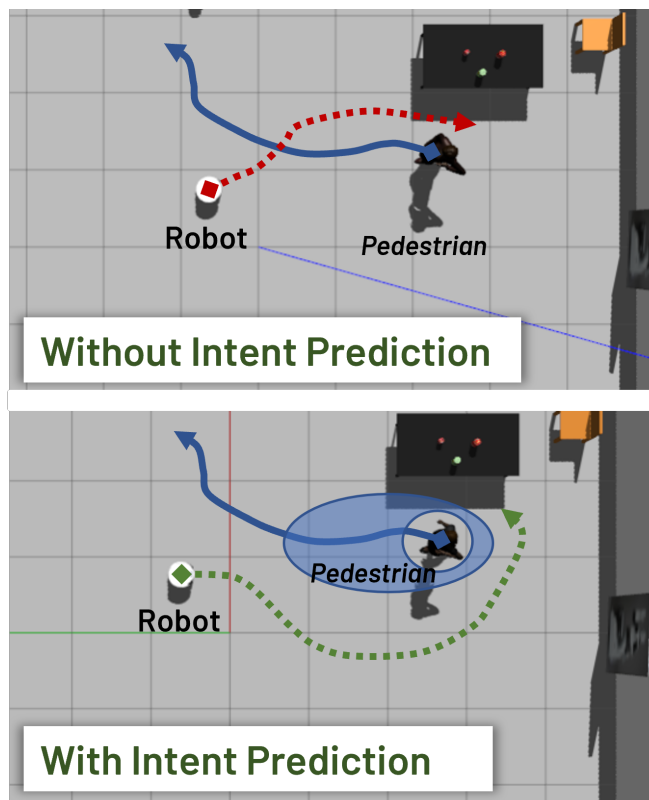 Robot
Pedestrian
Without Intent Prediction
Pedestrian
Robot
With Intent Prediction